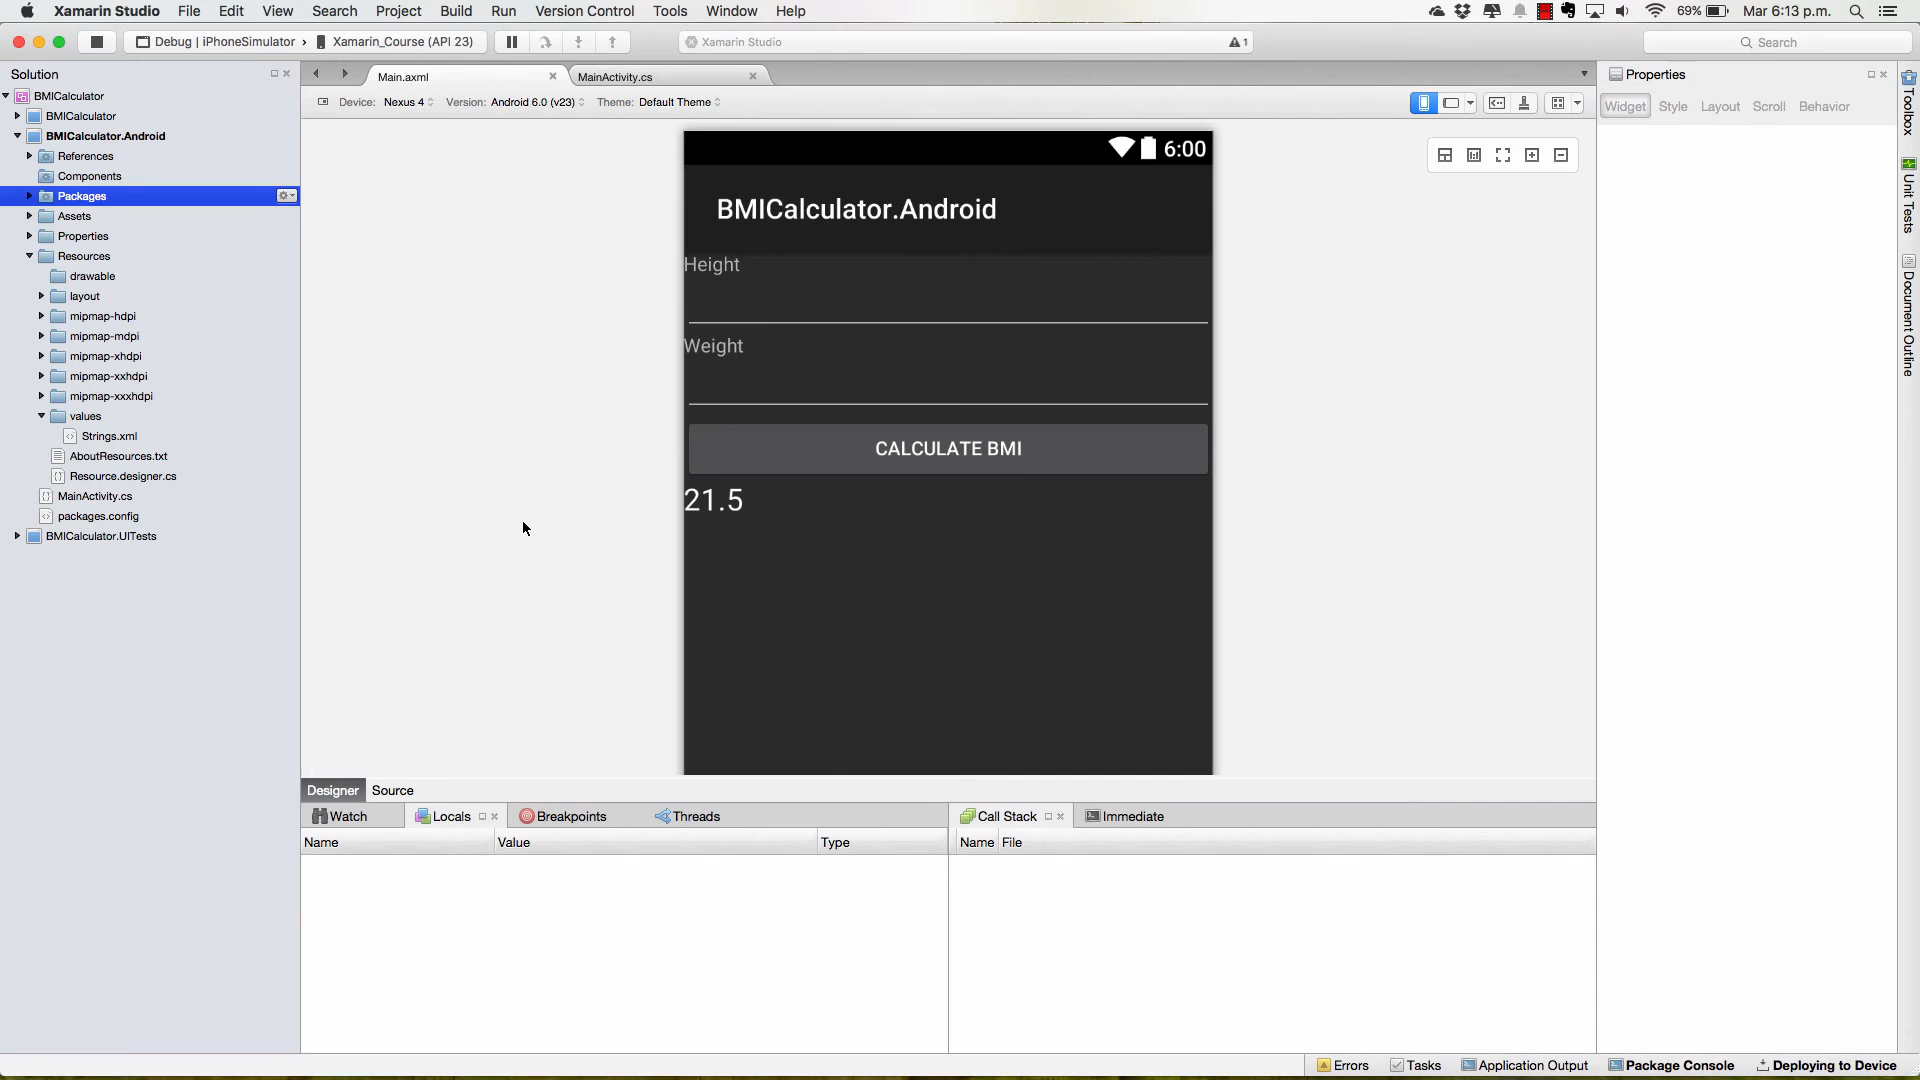 Xamarin Studio File Edit View Search Project Build Run Version Control Tools Window Help 69% Mar 6:13 p.m.
Debug | iPhoneSimulator › Xamarin_Course (API 23) Xamarin Studio 1 Search
Solution
BMICalculator
BMICalculator
BMICalculator.Android
References
Components
Packages
Assets
Properties
Resources
drawable
layout
mipmap-hdpi
mipmap-mdpi
mipmap-xhdpi
mipmap-xxhdpi
mipmap-xxxhdpi
values
Strings.xml
AboutResources.txt
Resource.designer.cs
MainActivity.cs
packages.config
BMICalculator.UITests
Main.axml MainActivity.cs
Device: Nexus 4 Version: Android 6.0 (v23) Theme: Default Theme
6:00
BMICalculator.Android
Height
Weight
CALCULATE BMI
21.5
Designer Source
Watch Locals Breakpoints Threads
Name Value Type
Call Stack Immediate
Name File
Properties
Widget Style Layout Scroll Behavior
Toolbox
Unit Tests
Document Outline
Errors Tasks Application Output Package Console Deploying to Device